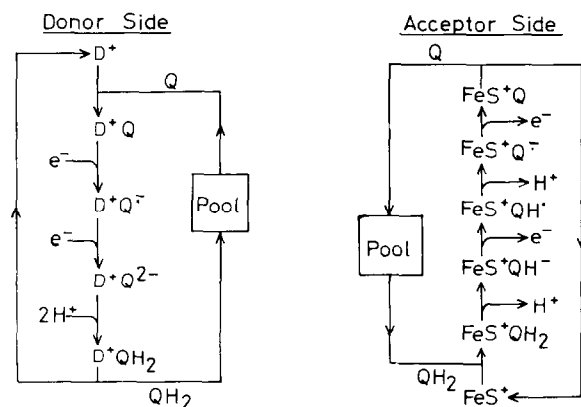 Donor Side
D⁺
Q
D⁺Q
e⁻
D⁺Q·⁻
Pool
e⁻
D⁺Q²⁻
2H⁺
D⁺QH₂
QH₂
Acceptor Side
Q
FeS⁺Q
e⁻
FeS⁺Q·⁻
H⁺
FeS⁺QH·
Pool
e⁻
FeS⁺QH⁻
H⁺
FeS⁺QH₂
QH₂
FeS⁺